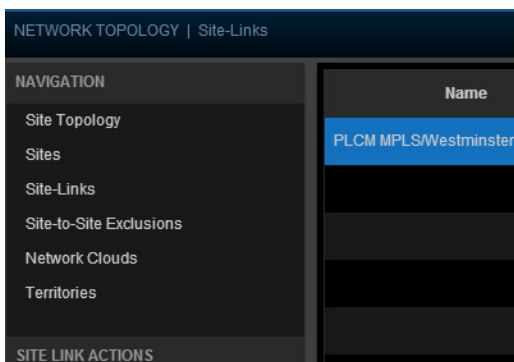 NETWORK TOPOLOGY | Site-Links
NAVIGATION
Site Topology
Sites
Site-Links
Site-to-Site Exclusions
Network Clouds
Territories
SITE LINK ACTIONS
Name
PLCM MPLS/Westminster